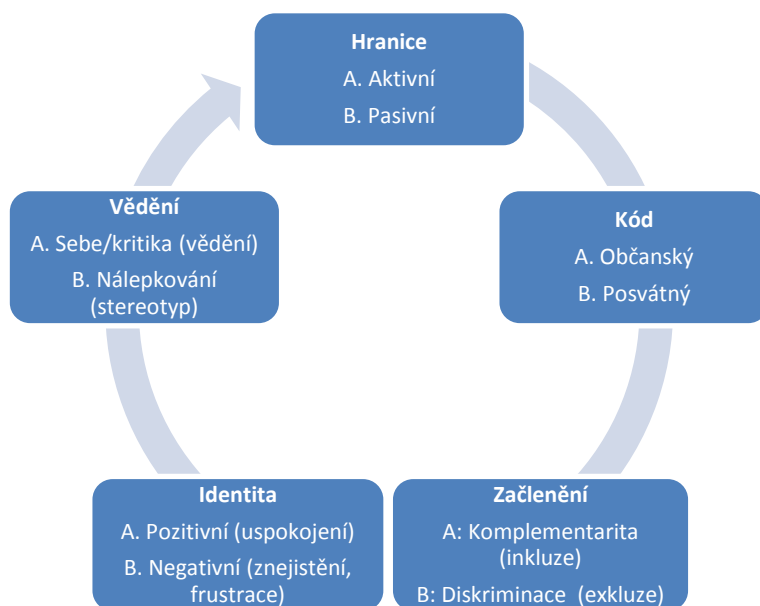 Hranice
A. Aktivní
B. Pasivní
Kód
A. Občanský
B. Posvátný
Začlenění
A: Komplementarita
(inkluze)
B: Diskriminace (exkluze)
Identita
A. Pozitivní (uspokojení)
B. Negativní (znejistění,
frustrace)
Vědění
A. Sebe/kritika (vědění)
B. Nálepkování
(stereotyp)